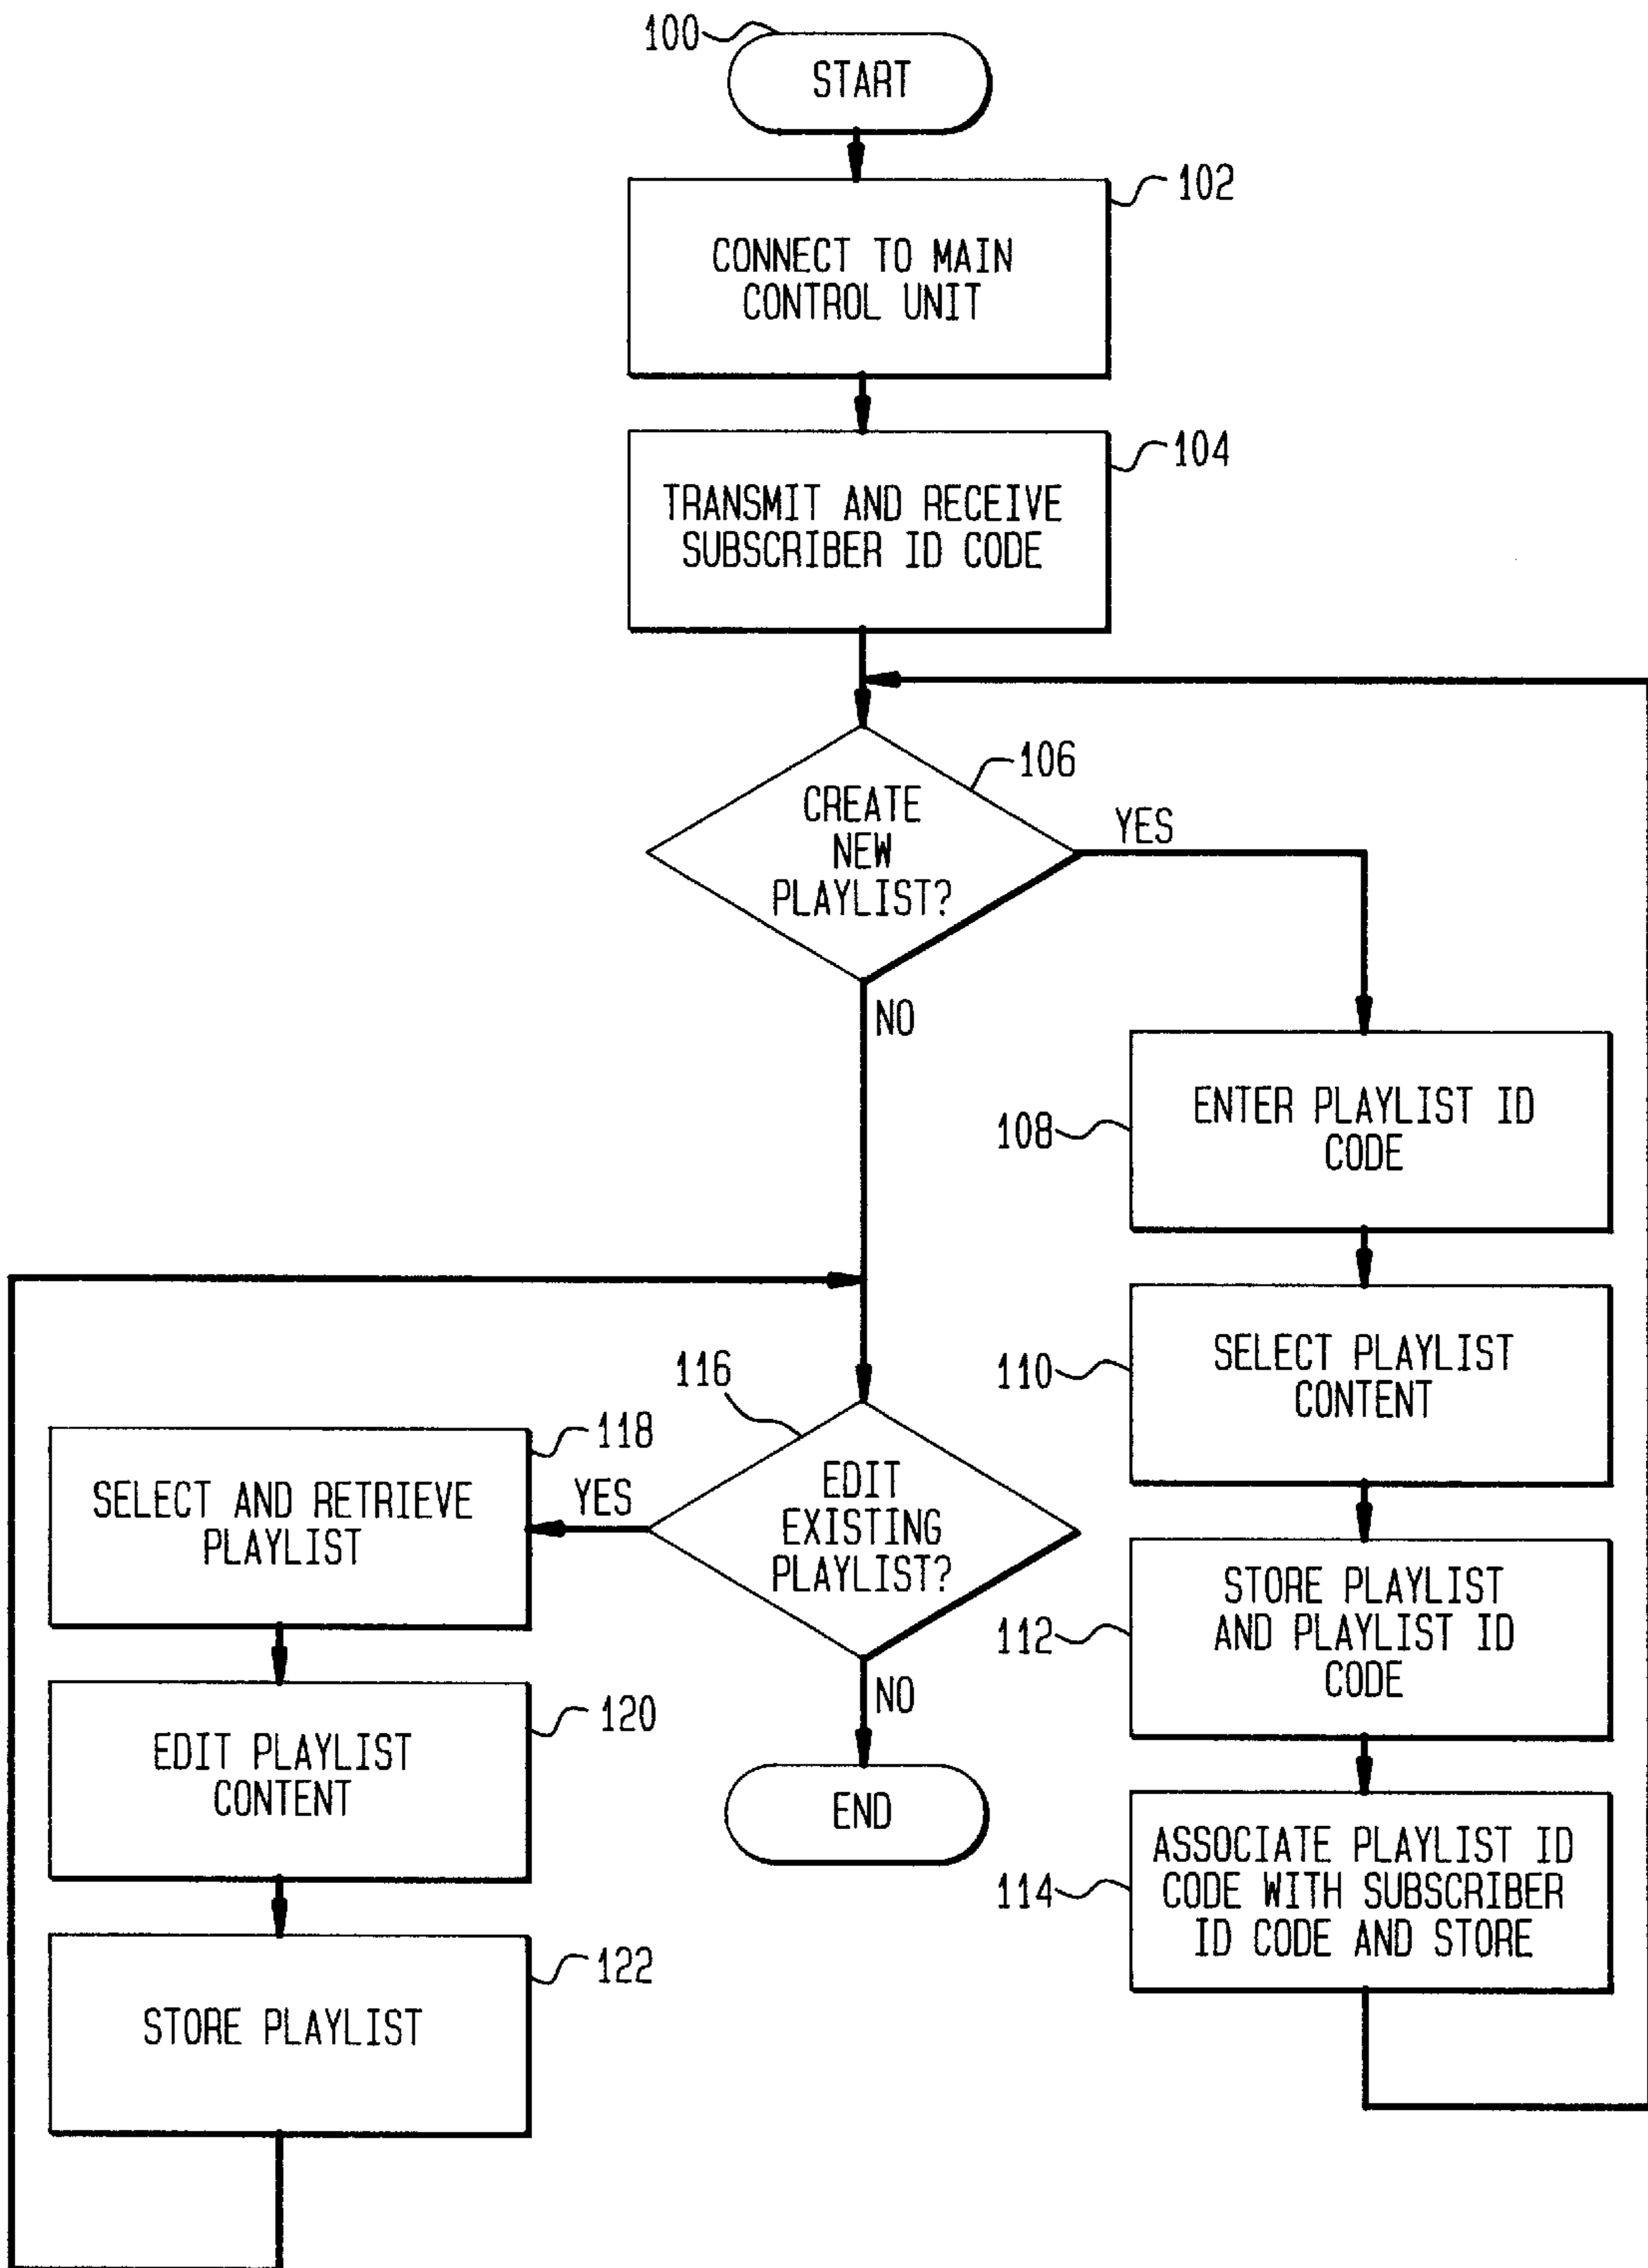 100
START
102
CONNECT TO MAIN
CONTROL UNIT
104
TRANSMIT AND RECEIVE
SUBSCRIBER ID CODE
106
CREATE
NEW
PLAYLIST?
YES
NO
108
ENTER PLAYLIST ID
CODE
110
SELECT PLAYLIST
CONTENT
112
STORE PLAYLIST
AND PLAYLIST ID
CODE
114
ASSOCIATE PLAYLIST ID
CODE WITH SUBSCRIBER
ID CODE AND STORE
116
EDIT
EXISTING
PLAYLIST?
YES
NO
END
118
SELECT AND RETRIEVE
PLAYLIST
120
EDIT PLAYLIST
CONTENT
122
STORE PLAYLIST